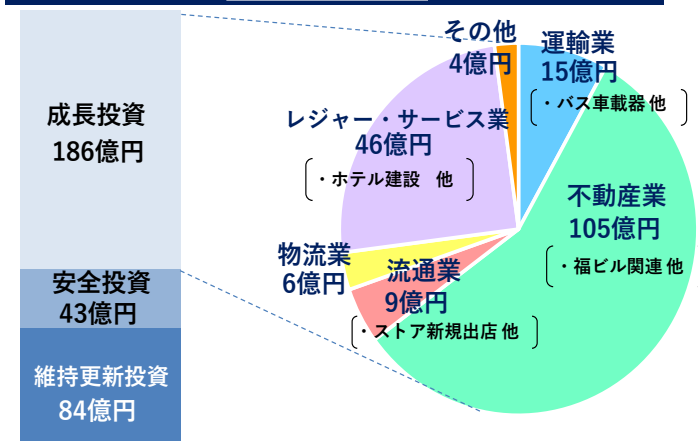 成長投資
186億円
安全投資
43億円
維持更新投資
84億円
その他
4億円
運輸業
15億円
・バス車載器 他
レジャー・サービス業
46億円
・ホテル建設　他
不動産業
105億円
・福ビル関連 他
物流業
6億円
流通業
9億円
・ストア新規出店 他